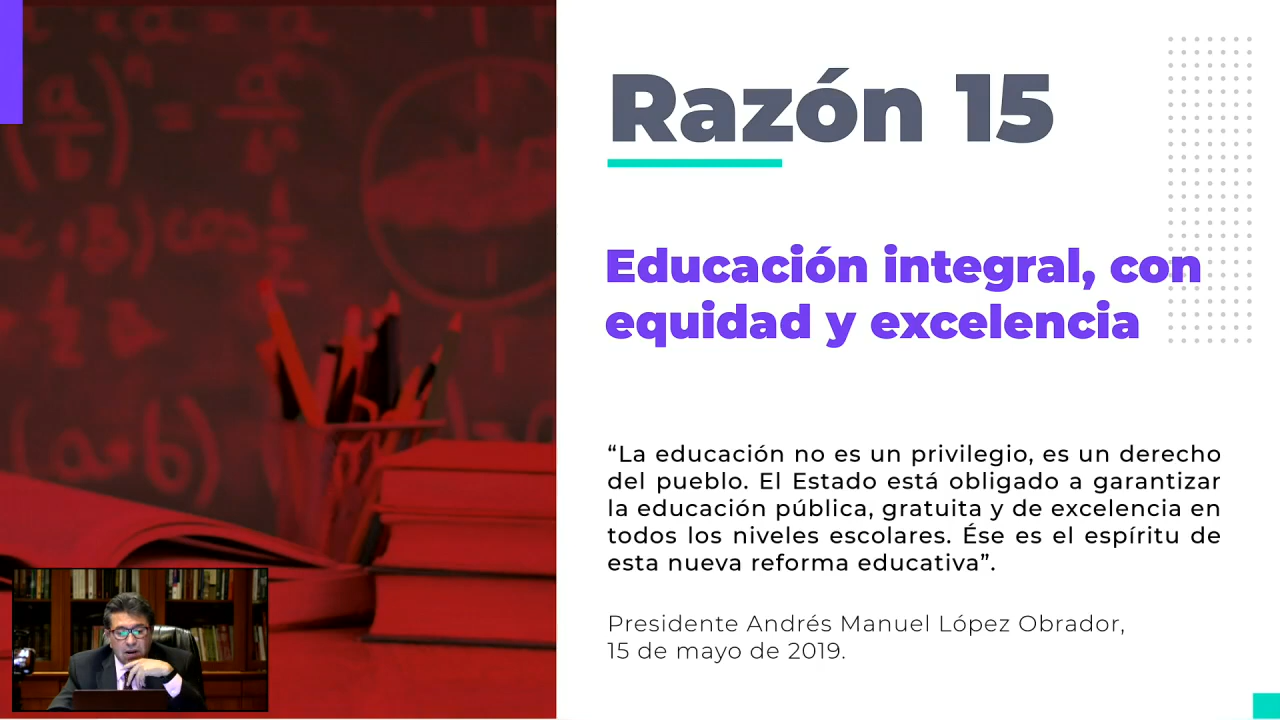 Razón 15
Educación integral, con
equidad y excelencia
“La educación no es un privilegio, es un derecho
del pueblo. El Estado está obligado a garantizar
la educación pública, gratuita y de excelencia en
todos los niveles escolares. Ése es el espíritu de
esta nueva reforma educativa”.
Presidente Andrés Manuel López Obrador,
15 de mayo de 2019.